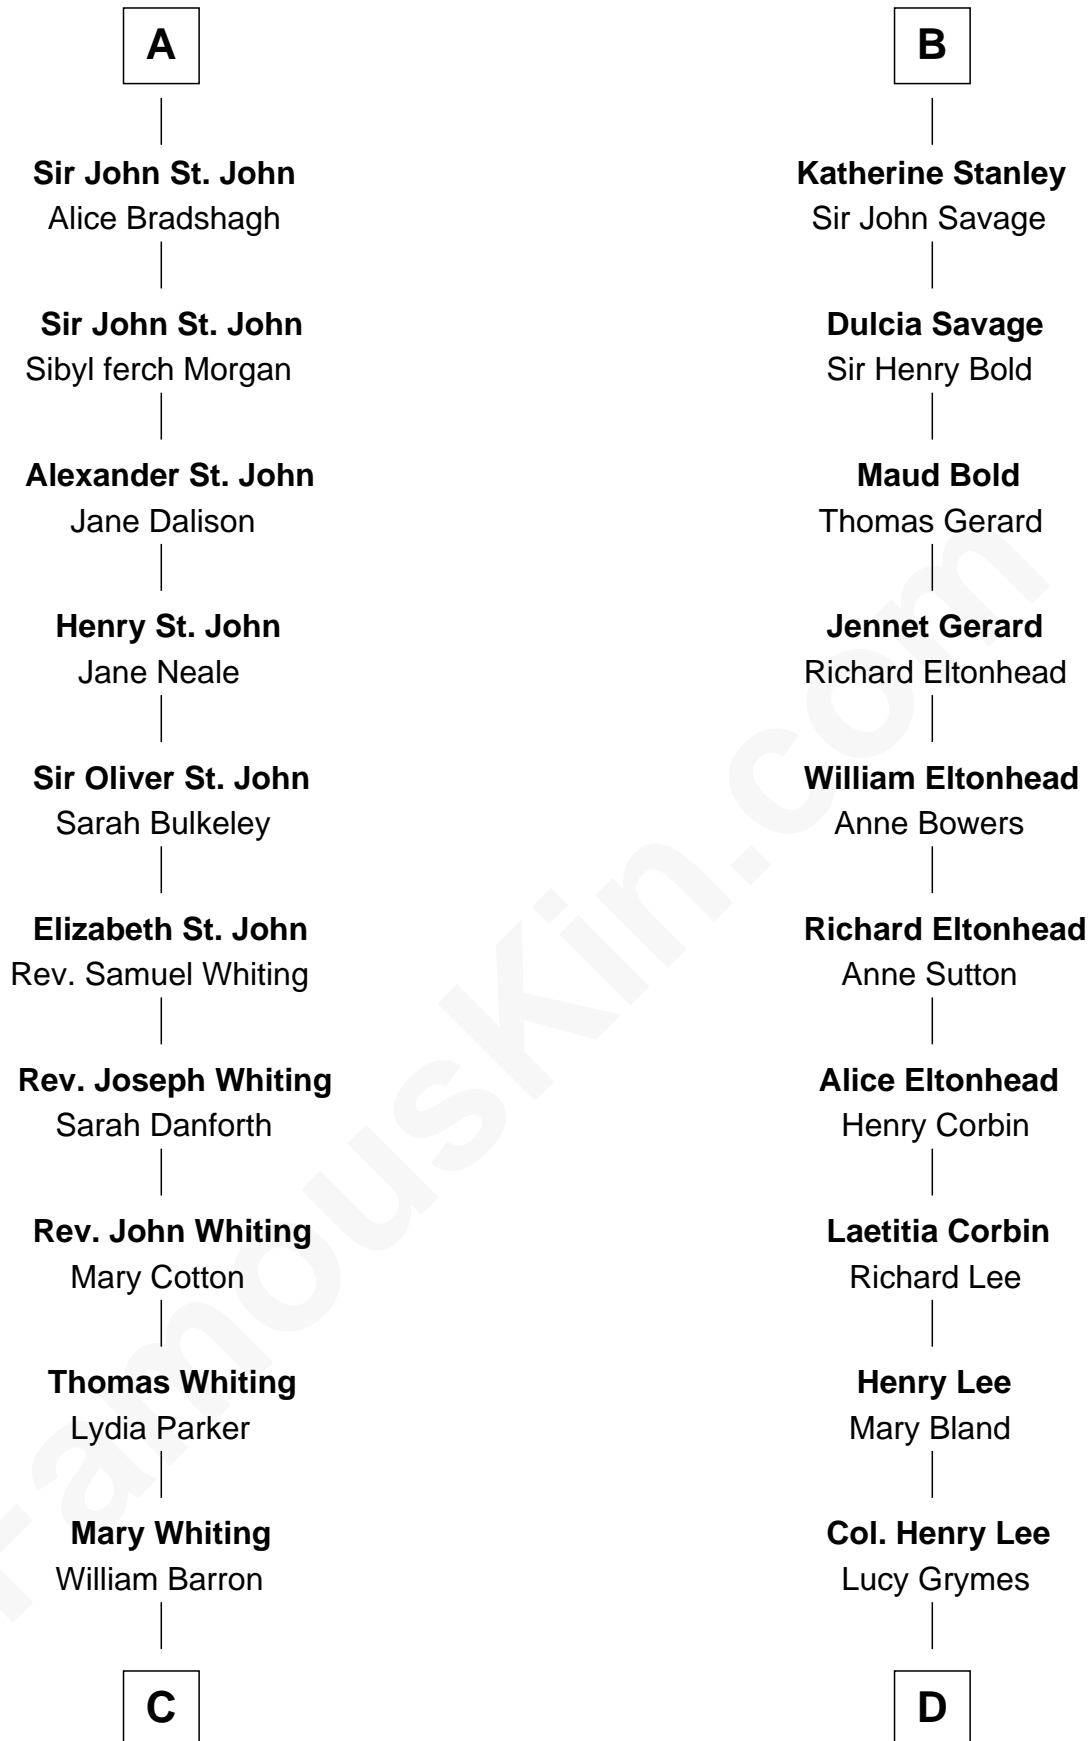 A
Sir John St. John
Alice Bradshagh
Sir John St. John
Sibyl ferch Morgan
Alexander St. John
Jane Dalison
Henry St. John
Jane Neale
Sir Oliver St. John
Sarah Bulkeley
Elizabeth St. John
Rev. Samuel Whiting
Rev. Joseph Whiting
Sarah Danforth
Rev. John Whiting
Mary Cotton
Thomas Whiting
Lydia Parker
Mary Whiting
William Barron
C
B
Katherine Stanley
Sir John Savage
Dulcia Savage
Sir Henry Bold
Maud Bold
Thomas Gerard
Jennet Gerard
Richard Eltonhead
William Eltonhead
Anne Bowers
Richard Eltonhead
Anne Sutton
Alice Eltonhead
Henry Corbin
Laetitia Corbin
Richard Lee
Henry Lee
Mary Bland
Col. Henry Lee
Lucy Grymes
D
FamousKin.com